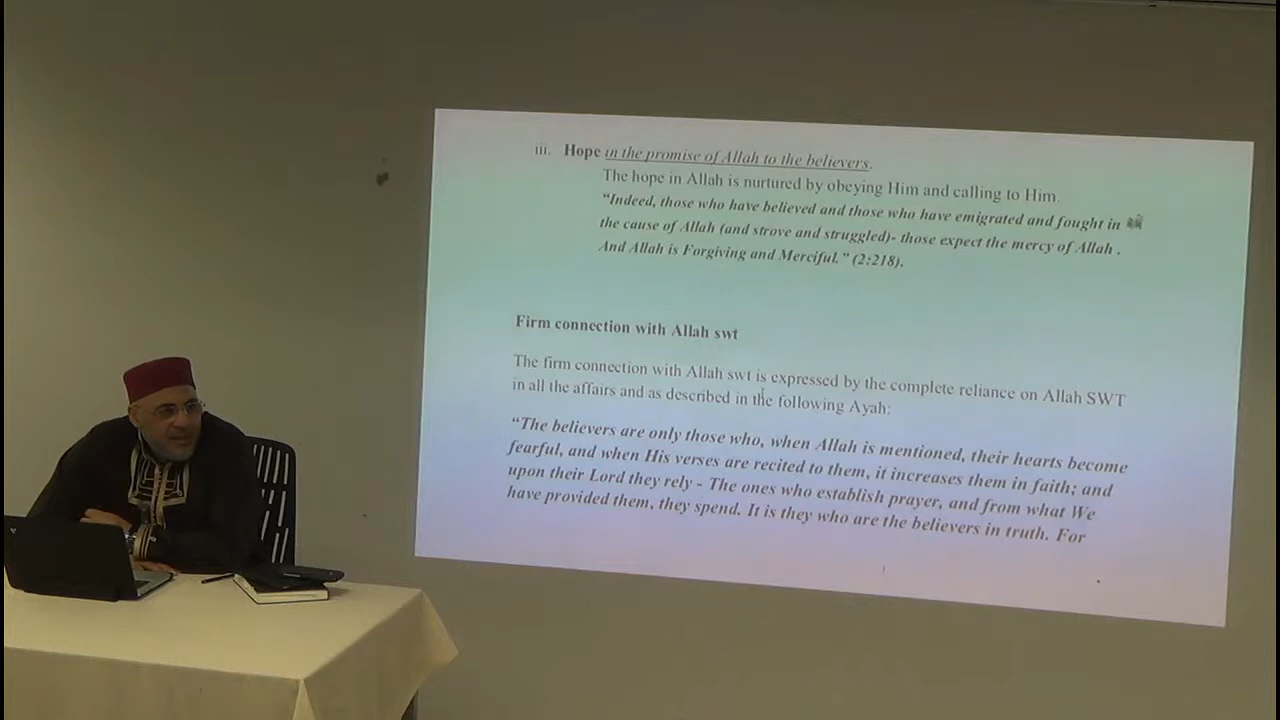 iii. Hope in the promise of Allah to the believers.
The hope in Allah is nurtured by obeying Him and calling to Him.
"Indeed, those who have believed and those who have emigrated and fought in
the cause of Allah (and strove and struggled)- those expect the mercy of Allah .
And Allah is Forgiving and Merciful." (2:218).
Firm connection with Allah swt
The firm connection with Allah swt is expressed by the complete reliance on Allah SWT
in all the affairs and as described in the following Ayah:
"The believers are only those who, when Allah is mentioned, their hearts become
fearful, and when His verses are recited to them, it increases them in faith; and
upon their Lord they rely - The ones who establish prayer, and from what We
have provided them, they spend. It is they who are the believers in truth. For